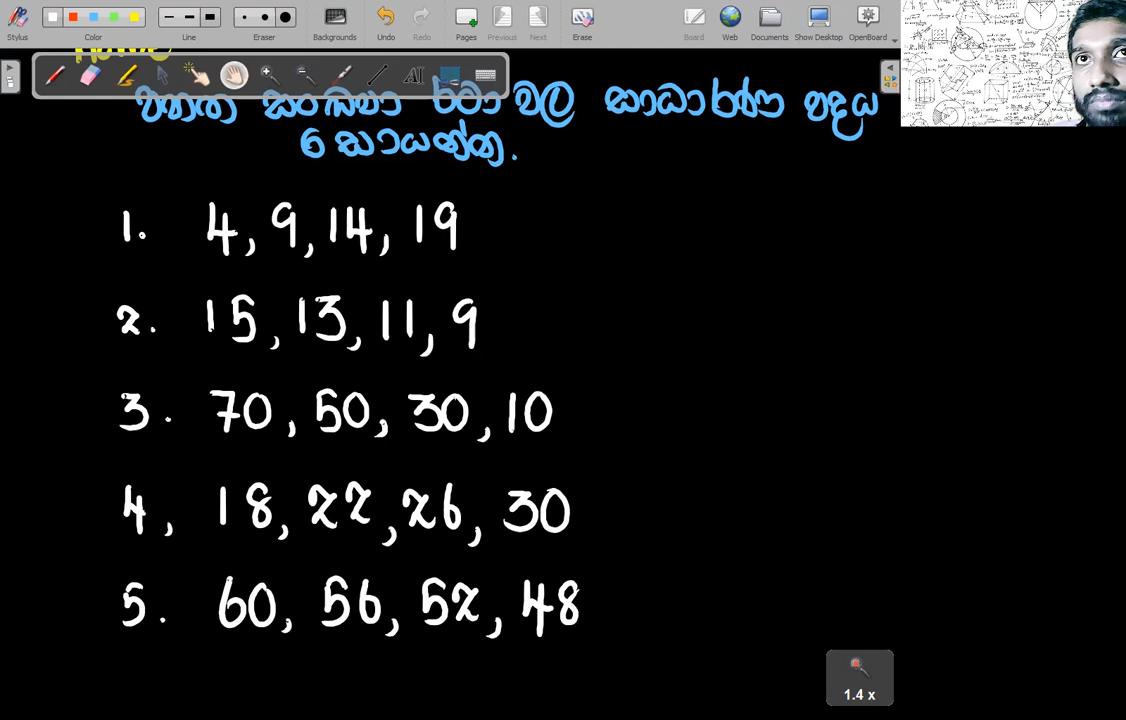 Stylus Color Line Eraser Backgrounds Undo Redo Pages Previous Next Erase Board Web Documents Show Desktop OpenBoard
සංඛ්‍යා රටා වල සාධාරණ පදය
සොයන්න.
1. 4, 9, 14, 19
2. 15, 13, 11, 9
3. 70, 50, 30, 10
4, 18, 22, 26, 30
5. 60, 56, 52, 48
1.4 x